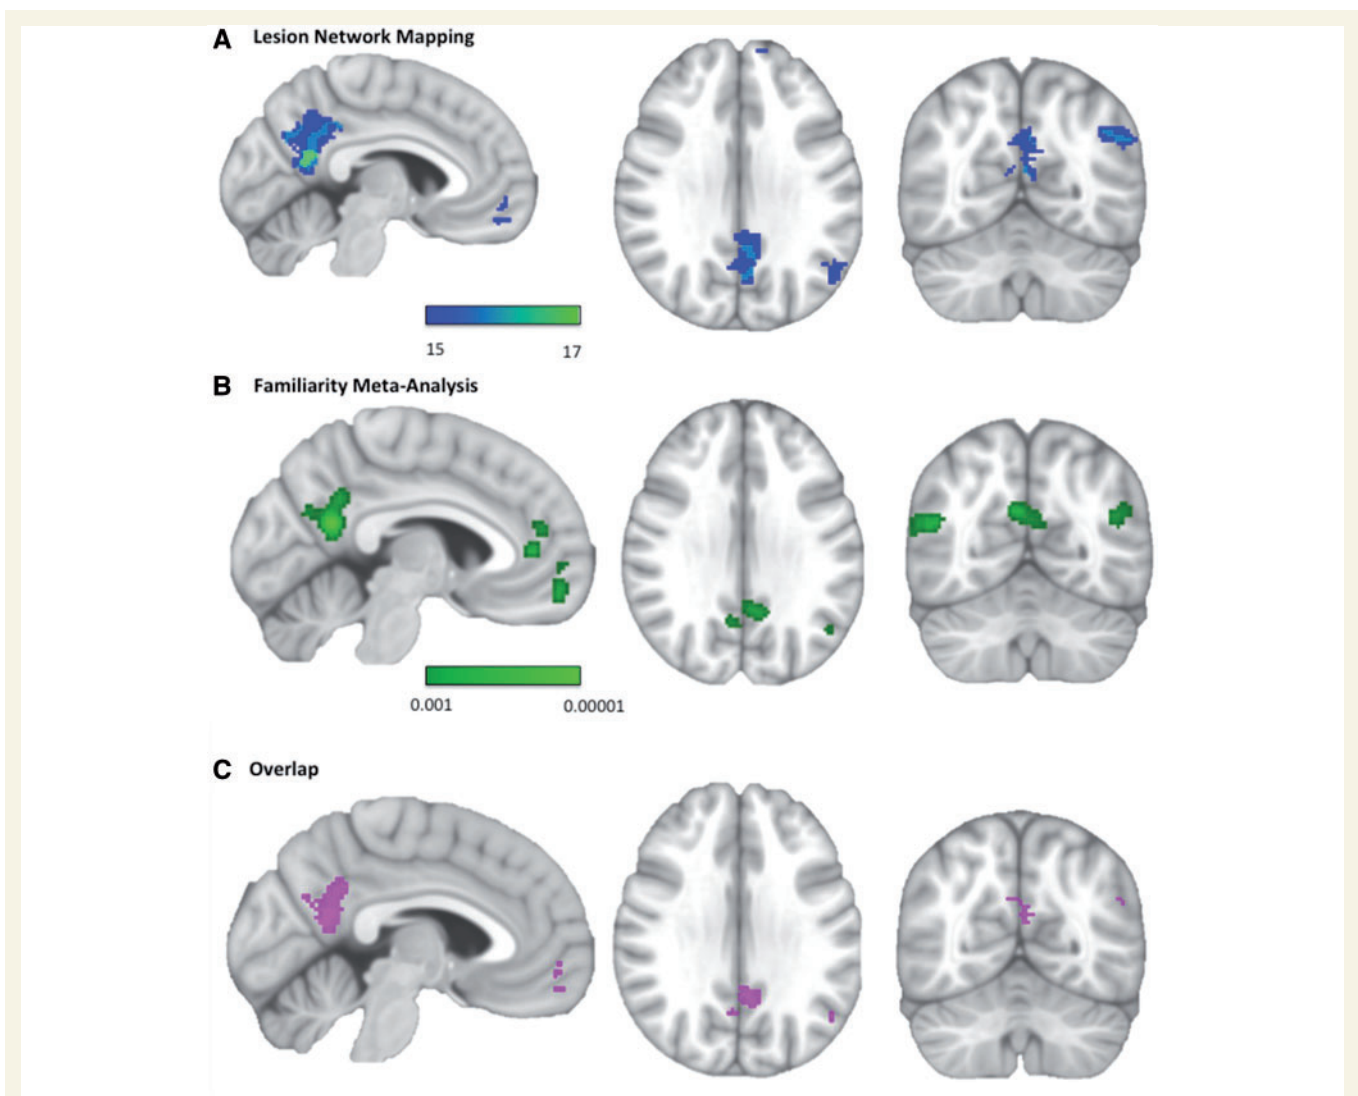 A Lesion Network Mapping
15 17
B Familiarity Meta-Analysis
0.001 0.00001
C Overlap